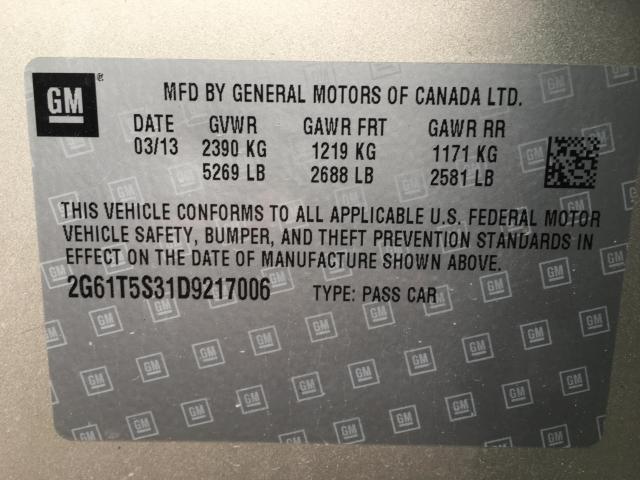 GM ® MFD BY GENERAL MOTORS OF CANADA LTD.
DATE GVWR GAWR FRT GAWR RR
03/13 2390 KG 1219 KG 1171 KG
5269 LB 2688 LB 2581 LB
THIS VEHICLE CONFORMS TO ALL APPLICABLE U.S. FEDERAL MOTOR
VEHICLE SAFETY, BUMPER, AND THEFT PREVENTION STANDARDS IN
EFFECT ON THE DATE OF MANUFACTURE SHOWN ABOVE.
2G61T5S31D9217006 TYPE: PASS CAR